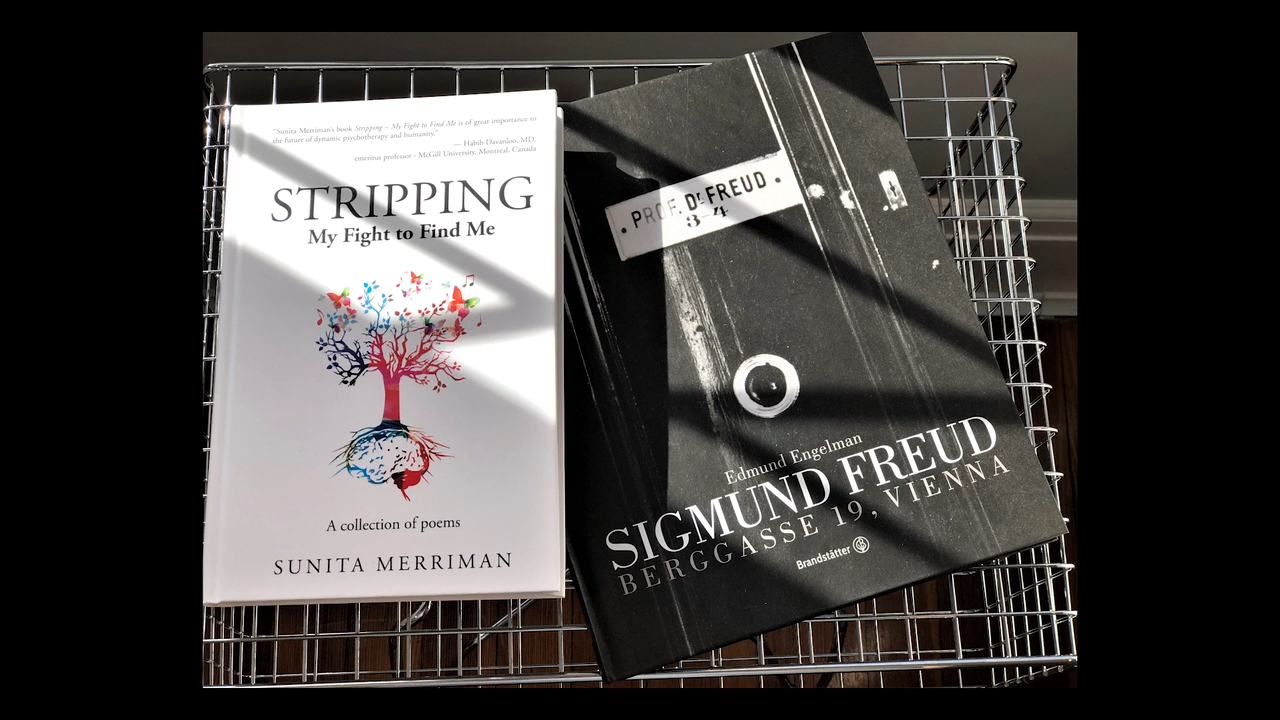 "Sunita Merriman's book Stripping – My Fight to Find Me is of great importance to
the future of dynamic psychotherapy and humanity."
— Habib Davanloo, MD,
emeritus professor - McGill University, Montreal, Canada
STRIPPING
My Fight to Find Me
A collection of poems
SUNITA MERRIMAN
PROF. Dr. FREUD
3–4
Edmund Engelman
SIGMUND FREUD
BERGGASSE 19, VIENNA
Brandstätter